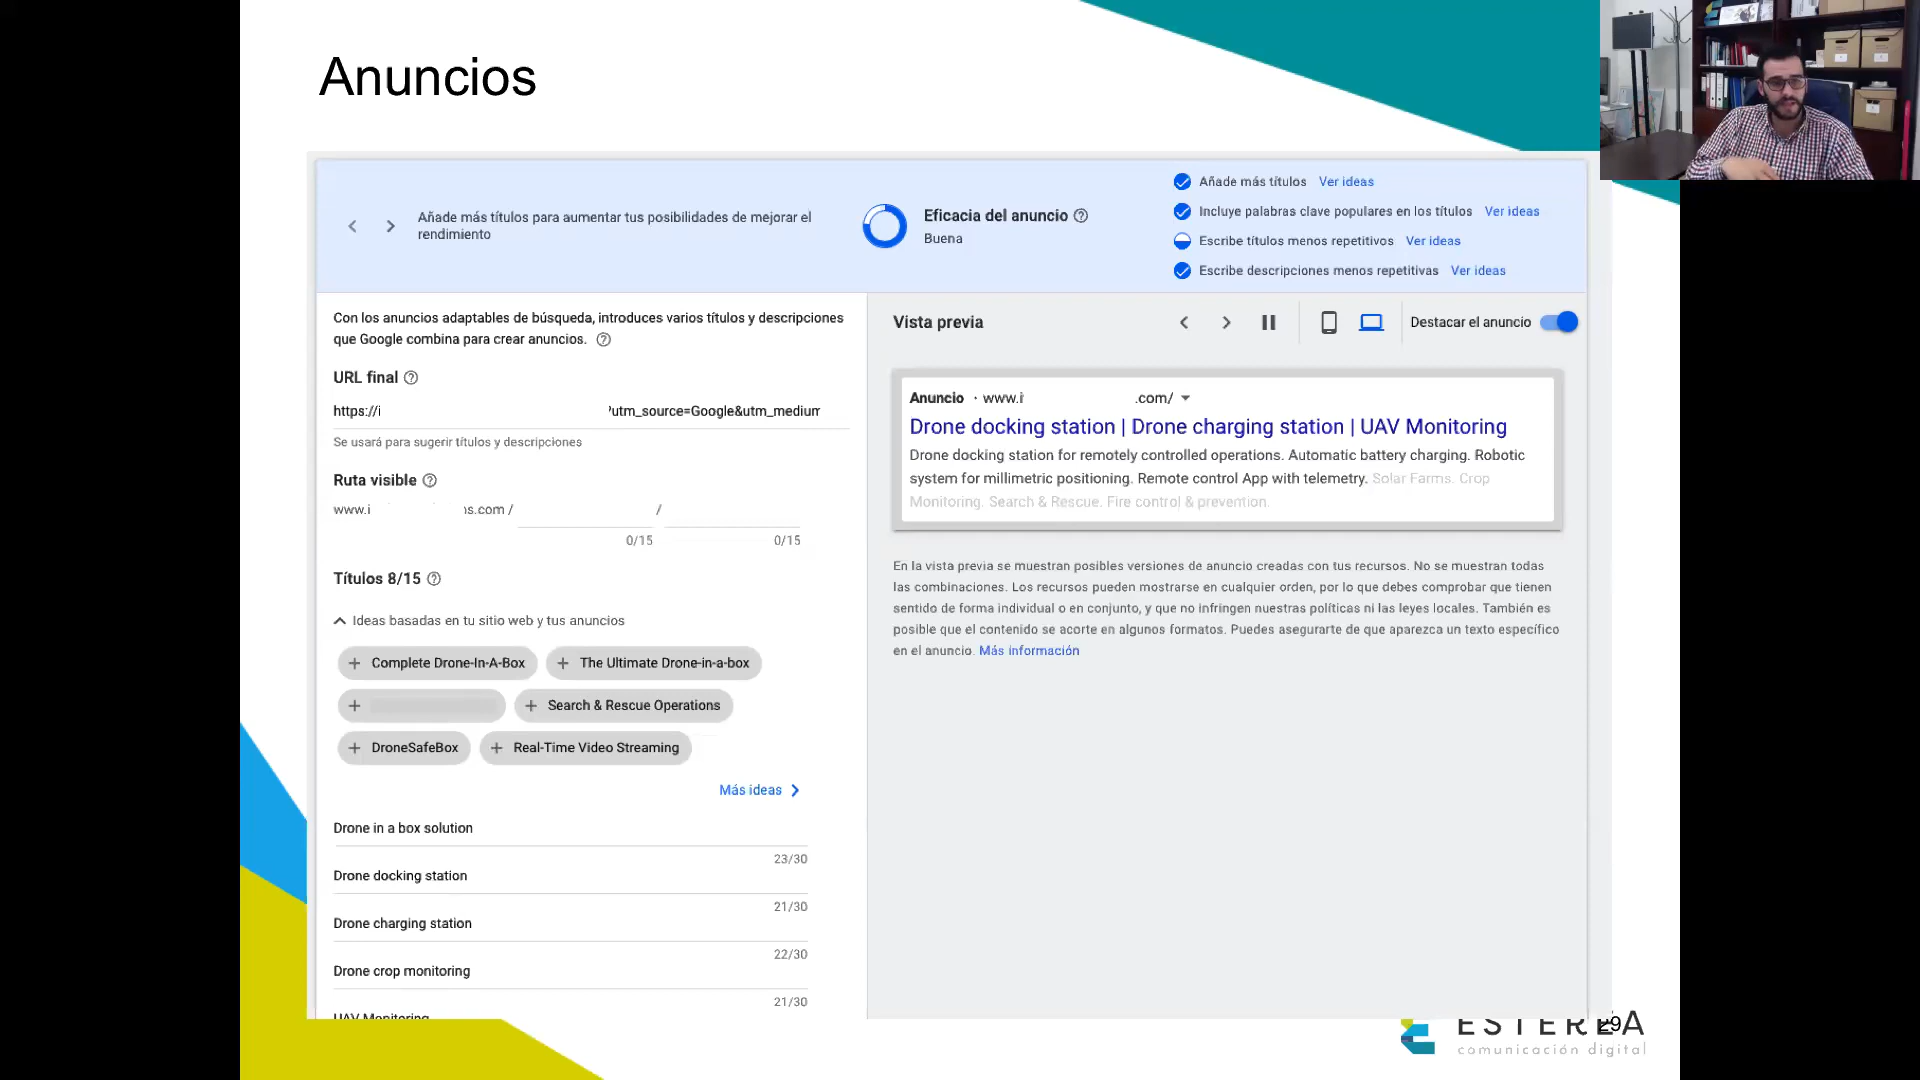 Anuncios
Añade más títulos para aumentar tus posibilidades de mejorar el
rendimiento
Eficacia del anuncio
Buena
Añade más títulos Ver ideas
Incluye palabras clave populares en los títulos Ver ideas
Escribe títulos menos repetitivos Ver ideas
Escribe descripciones menos repetitivas Ver ideas
Con los anuncios adaptables de búsqueda, introduces varios títulos y descripciones
que Google combina para crear anuncios.
URL final
https://i ?utm_source=Google&utm_medium
Se usará para sugerir títulos y descripciones
Ruta visible
www.i ns.com / /
0/15 0/15
Títulos 8/15
Ideas basadas en tu sitio web y tus anuncios
+ Complete Drone-In-A-Box + The Ultimate Drone-in-a-box
+ + Search & Rescue Operations
+ DroneSafeBox + Real-Time Video Streaming
Más ideas
Drone in a box solution
23/30
Drone docking station
21/30
Drone charging station
22/30
Drone crop monitoring
21/30
UAV Monitoring
Vista previa
Destacar el anuncio
Anuncio · www.i .com/
Drone docking station | Drone charging station | UAV Monitoring
Drone docking station for remotely controlled operations. Automatic battery charging. Robotic
system for millimetric positioning. Remote control App with telemetry. Solar Farms. Crop
Monitoring. Search & Rescue. Fire control & prevention.
En la vista previa se muestran posibles versiones de anuncio creadas con tus recursos. No se muestran todas
las combinaciones. Los recursos pueden mostrarse en cualquier orden, por lo que debes comprobar que tienen
sentido de forma individual o en conjunto, y que no infringen nuestras políticas ni las leyes locales. También es
posible que el contenido se acorte en algunos formatos. Puedes asegurarte de que aparezca un texto específico
en el anuncio. Más información
29
comunicación digital